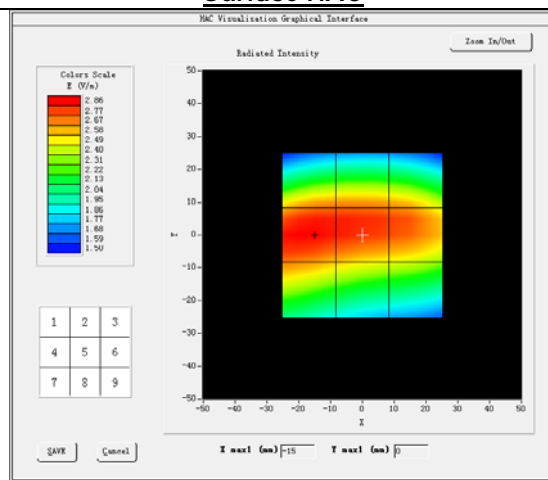 Surface HAC
HAC Visualisation Graphical Interface
Zoom In/Out
Radiated Intensity
Colors Scale
E (V/m)
2.86
2.77
2.67
2.58
2.49
2.40
2.31
2.22
2.13
2.04
1.95
1.86
1.77
1.68
1.59
1.50
50
40
30
20
10
Y 0
-10
-20
-30
-40
-50
-50 -40 -30 -20 -10 0 10 20 30 40 50
X
1 2 3
4 5 6
7 8 9
SAVE Cancel X max1 (mm) -15 Y max1 (mm) 0